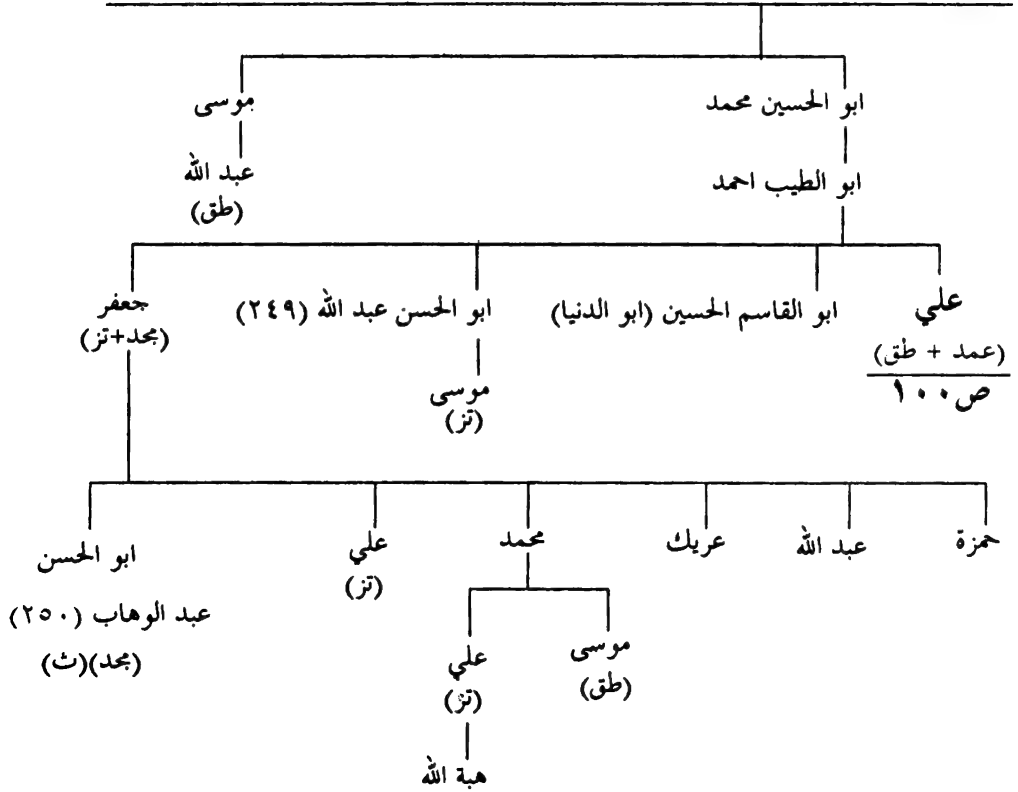 ابو الحسين محمد
موسى
ابو الطيب احمد
عبد الله
(طق)
علي
(عمد + طق)
ص١٠٠
ابو القاسم الحسين (ابو الدنيا)
ابو الحسن عبد الله (٢٤٩)
موسى
(تز)
جعفر
(مجد+تز)
حمزة
عبد الله
عريك
محمد
علي
(تز)
ابو الحسن
عبد الوهاب (٢٥٠)
(مجد)(ث)
موسى
(طق)
علي
(تز)
هبة الله